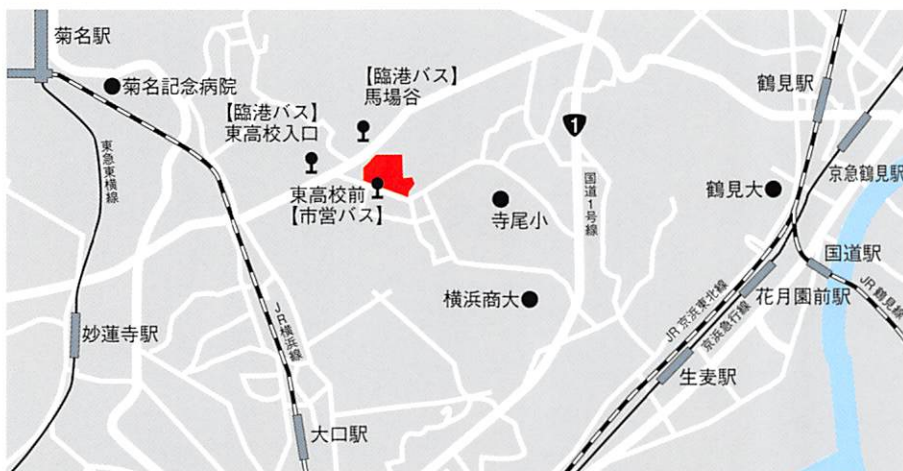 菊名駅
菊名記念病院
【臨港バス】
馬場谷
【臨港バス】
東高校入口
鶴見駅
1
京急鶴見駅
東急東横線
東高校前
【市営バス】
寺尾小
国道1号線
鶴見大
国道駅
JR鶴見線
花月園前駅
横浜商大
JR京浜東北線
京浜急行線
生麦駅
妙蓮寺駅
JR横浜線
大口駅